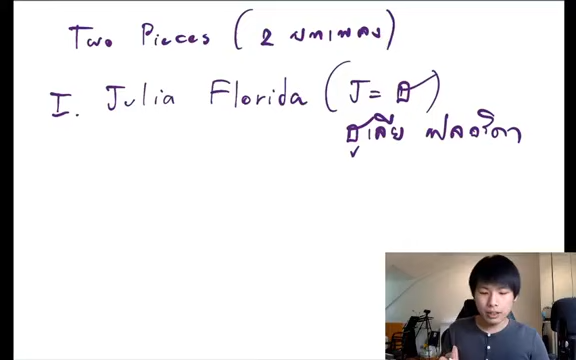 Two Pieces (2 บทเพลง)
I. Julia Florida (J = ฮ)
ฮูเลีย ฟลอริดา